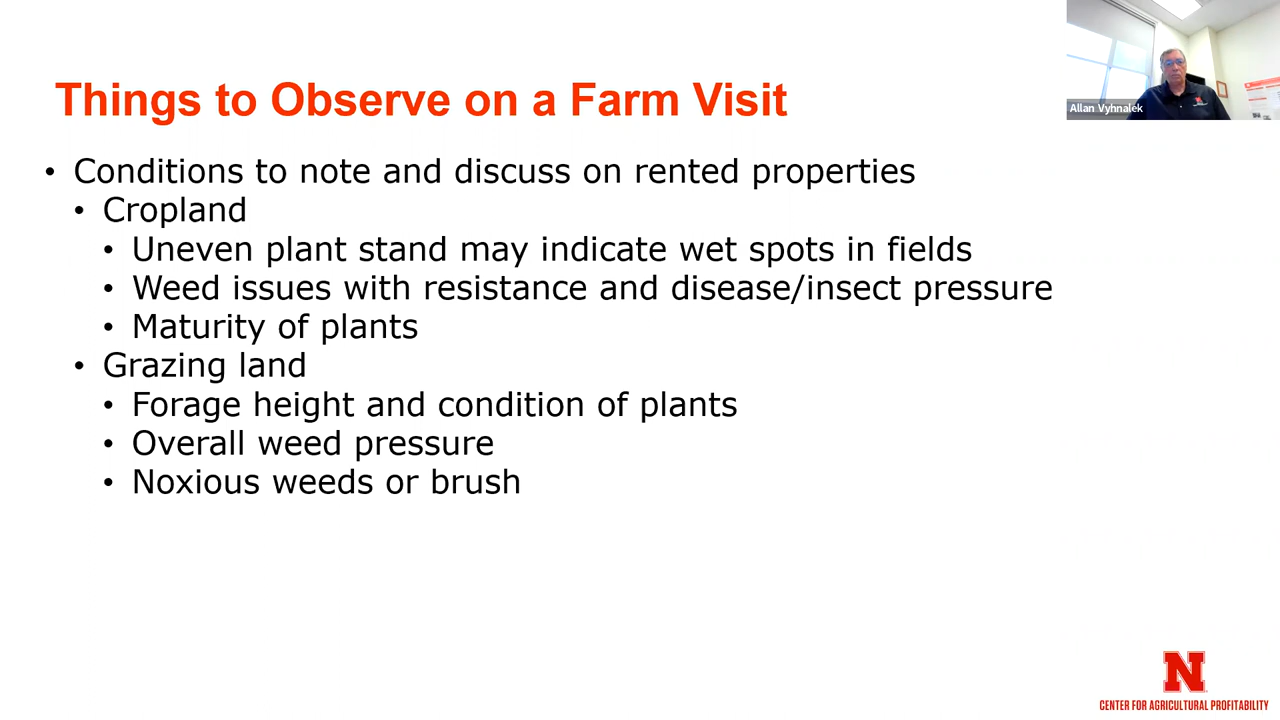 Things to Observe on a Farm Visit
Allan Vyhnalek
• Conditions to note and discuss on rented properties
• Cropland
• Uneven plant stand may indicate wet spots in fields
• Weed issues with resistance and disease/insect pressure
• Maturity of plants
• Grazing land
• Forage height and condition of plants
• Overall weed pressure
• Noxious weeds or brush
N
CENTER FOR AGRICULTURAL PROFITABILITY